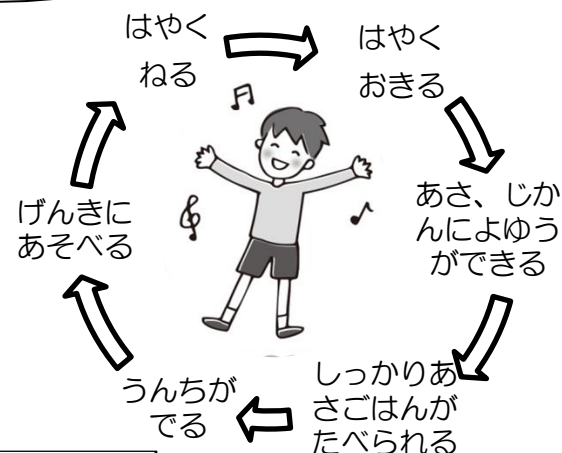 はやく
ねる
はやく
おきる
あさ、じか
んによゆう
ができる
しっかりあ
さごはんが
たべられる
うんちが
でる
げんきに
あそべる